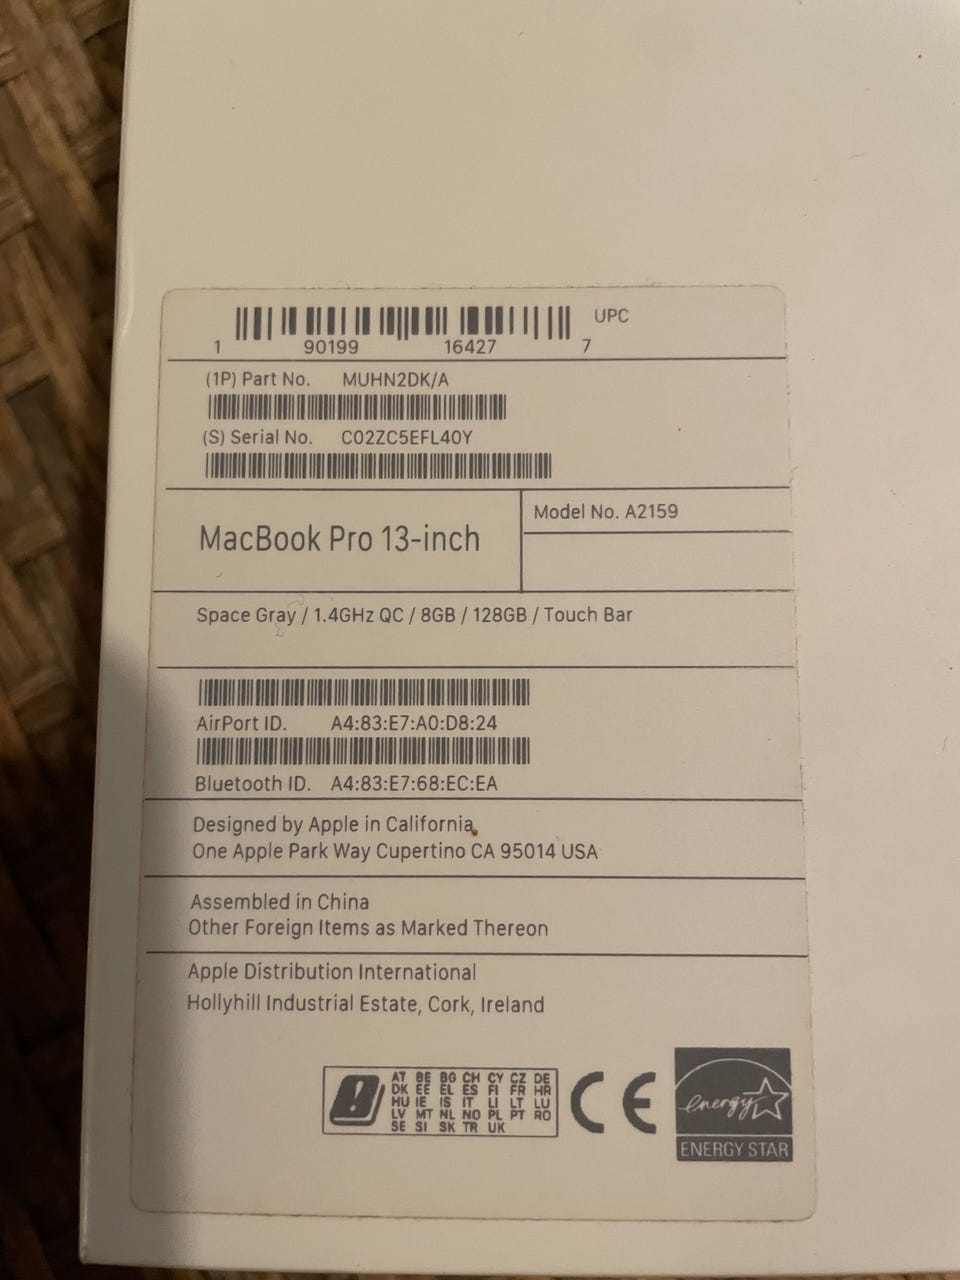 UPC
1 90199 16427 7
(1P) Part No. MUHN2DK/A
(S) Serial No. C02ZC5EFL40Y
MacBook Pro 13-inch
Model No. A2159
Space Gray / 1.4GHz QC / 8GB / 128GB / Touch Bar
AirPort ID. A4:83:E7:A0:D8:24
Bluetooth ID. A4:83:E7:68:EC:EA
Designed by Apple in California
One Apple Park Way Cupertino CA 95014 USA
Assembled in China
Other Foreign Items as Marked Thereon
Apple Distribution International
Hollyhill Industrial Estate, Cork, Ireland
AT BE BG CH CY CZ DE
DK EE EL ES FI FR HR
HU IE IS IT LI LT LU
LV MT NL NO PL PT RO
SE SI SK TR UK
CE
energy
ENERGY STAR